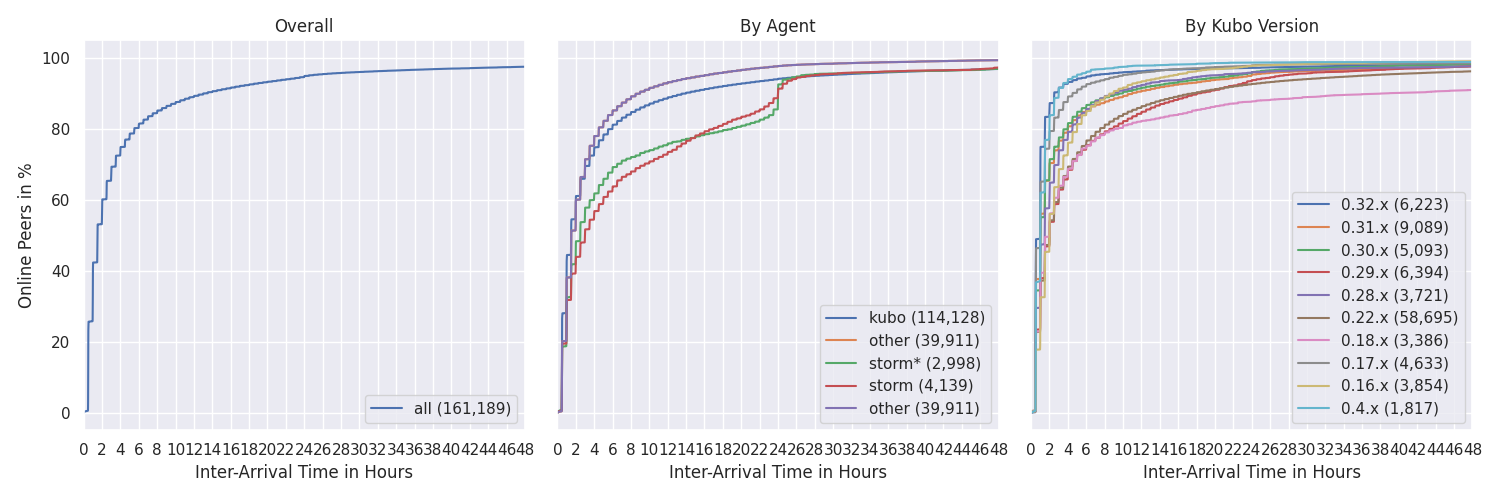 Overall
By Agent
By Kubo Version
Online Peers in %
100
80
60
40
20
0
all (161,189)
kubo (114,128)
other (39,911)
storm* (2,998)
storm (4,139)
other (39,911)
0.32.x (6,223)
0.31.x (9,089)
0.30.x (5,093)
0.29.x (6,394)
0.28.x (3,721)
0.22.x (58,695)
0.18.x (3,386)
0.17.x (4,633)
0.16.x (3,854)
0.4.x (1,817)
0 2 4 6 8 10 12 14 16 18 20 22 24 26 28 30 32 34 36 38 40 42 44 46 48
0 2 4 6 8 10 12 14 16 18 20 22 24 26 28 30 32 34 36 38 40 42 44 46 48
0 2 4 6 8 10 12 14 16 18 20 22 24 26 28 30 32 34 36 38 40 42 44 46 48
Inter-Arrival Time in Hours
Inter-Arrival Time in Hours
Inter-Arrival Time in Hours